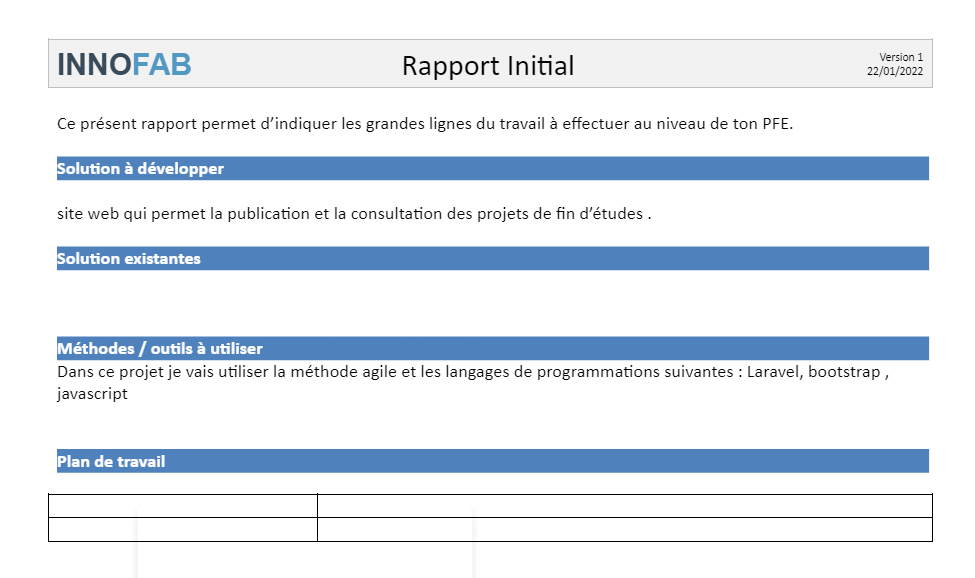 INNOFAB
Rapport Initial
Version 1
22/01/2022
Ce présent rapport permet d’indiquer les grandes lignes du travail à effectuer au niveau de ton PFE.
Solution à développer
site web qui permet la publication et la consultation des projets de fin d’études .
Solution existantes
Méthodes / outils à utiliser
Dans ce projet je vais utiliser la méthode agile et les langages de programmations suivantes : Laravel, bootstrap ,
javascript
Plan de travail